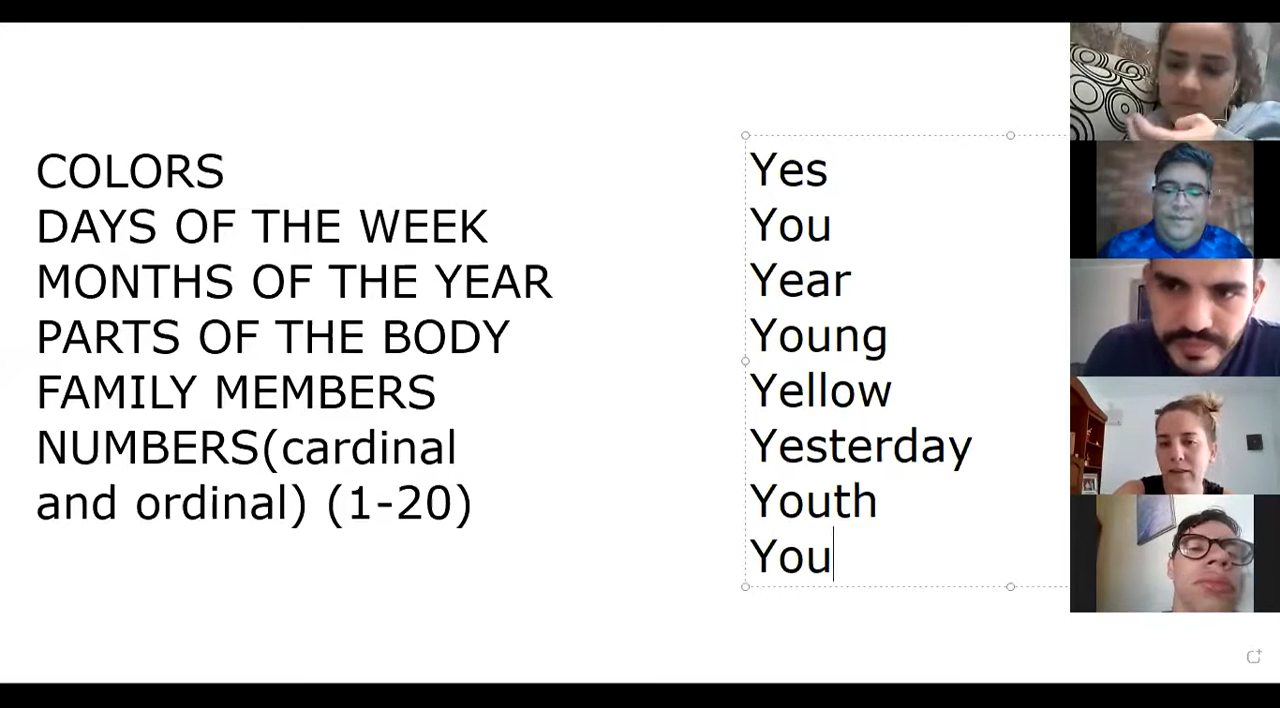 COLORS
DAYS OF THE WEEK
MONTHS OF THE YEAR
PARTS OF THE BODY
FAMILY MEMBERS
NUMBERS(cardinal
and ordinal) (1-20)
Yes
You
Year
Young
Yellow
Yesterday
Youth
You